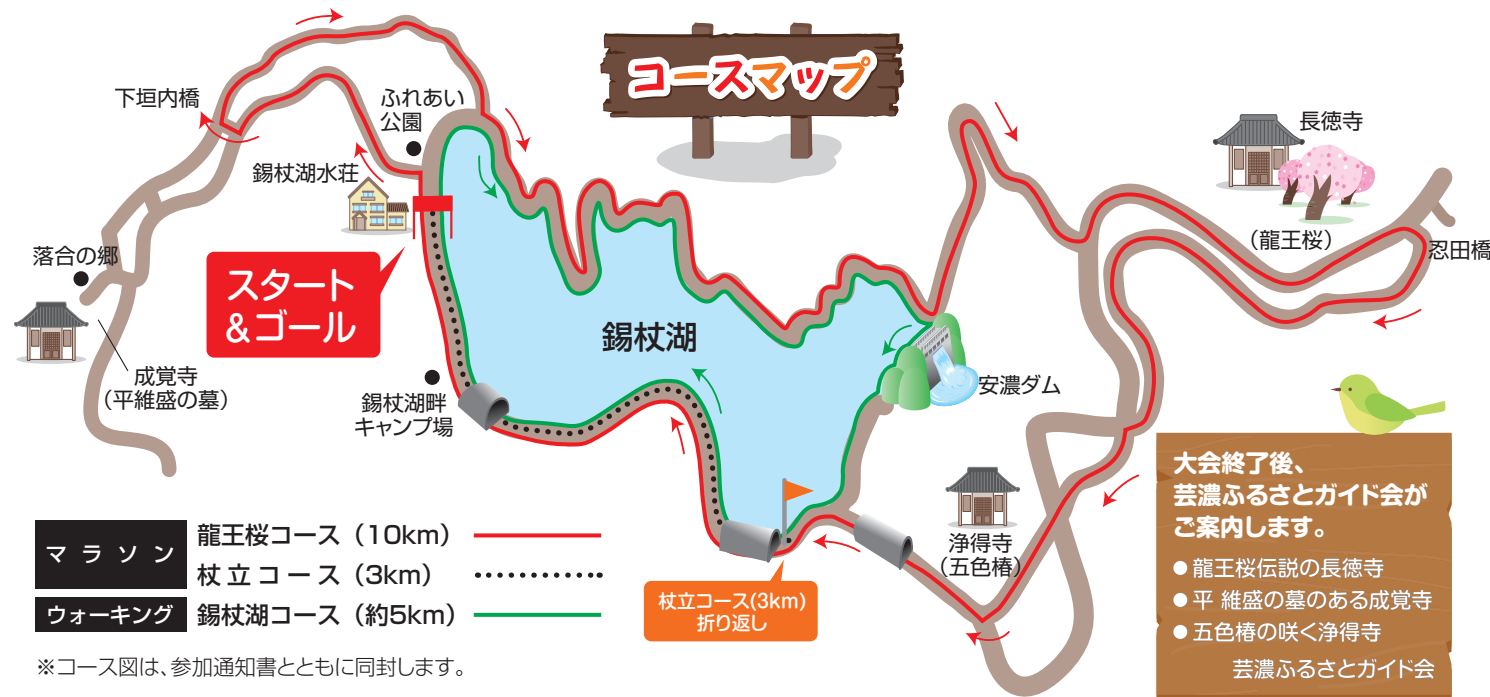 コースマップ
下垣内橋
ふれあい
公園
錫杖湖水荘
長徳寺
(龍王桜)
忍田橋
落合の郷
スタート
&ゴール
錫杖湖
成覚寺
(平維盛の墓)
錫杖湖畔
キャンプ場
安濃ダム
大会終了後、
芸濃ふるさとガイド会が
ご案内します。
●龍王桜伝説の長徳寺
●平 維盛の墓のある成覚寺
●五色椿の咲く浄得寺
芸濃ふるさとガイド会
浄得寺
(五色椿)
杖立コース(3km)
折り返し
マラソン
龍王桜コース(10km)
杖立コース(3km)
ウォーキング 錫杖湖コース(約5km)
※コース図は、参加通知書とともに同封します。